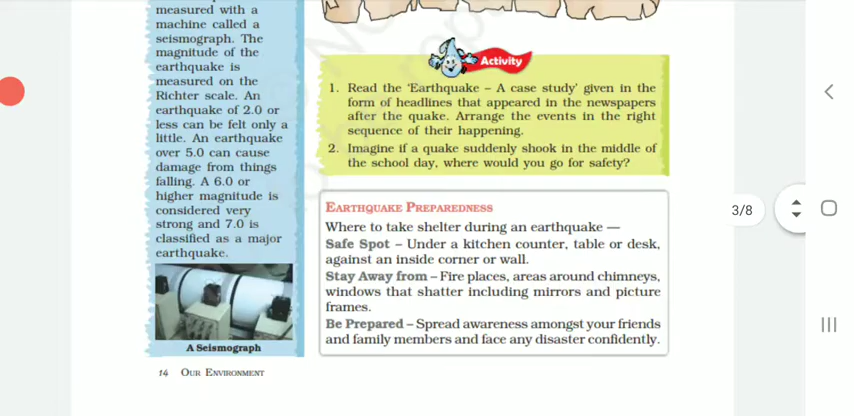 measured with a
machine called a
seismograph. The
magnitude of the
earthquake is
measured on the
Richter scale. An
earthquake of 2.0 or
less can be felt only a
little. An earthquake
over 5.0 can cause
damage from things
falling. A 6.0 or
higher magnitude is
considered very
strong and 7.0 is
classified as a major
earthquake.
A Seismograph
14 OUR ENVIRONMENT
Activity
1. Read the ‘Earthquake – A case study’ given in the
form of headlines that appeared in the newspapers
after the quake. Arrange the events in the right
sequence of their happening.
2. Imagine if a quake suddenly shook in the middle of
the school day, where would you go for safety?
EARTHQUAKE PREPAREDNESS
Where to take shelter during an earthquake —
Safe Spot – Under a kitchen counter, table or desk,
against an inside corner or wall.
Stay Away from – Fire places, areas around chimneys,
windows that shatter including mirrors and picture
frames.
Be Prepared – Spread awareness amongst your friends
and family members and face any disaster confidently.
3/8